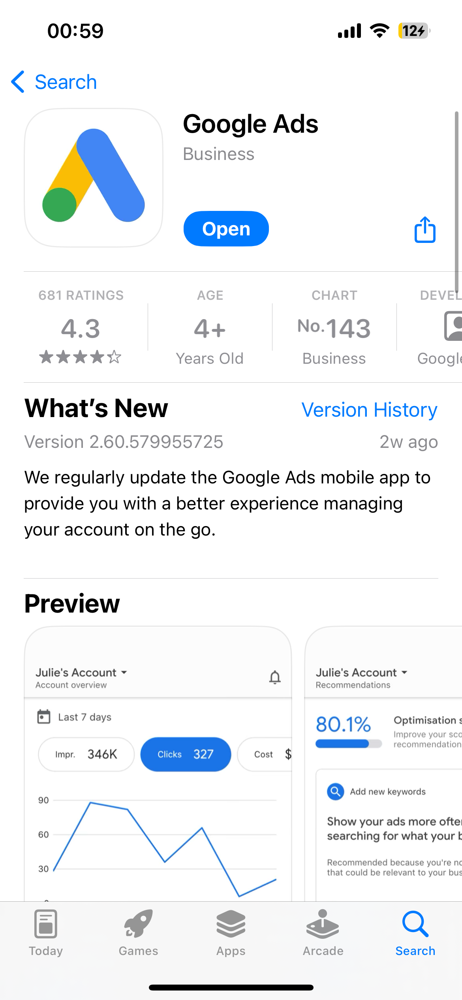 00:59
12
Search
Google Ads
Business
Open
681 RATINGS
4.3
AGE
4+
Years Old
CHART
No.143
Business
DEVEL
Google
What's New
Version History
Version 2.60.579955725
2w ago
We regularly update the Google Ads mobile app to
provide you with a better experience managing
your account on the go.
Preview
Julie's Account
Account overview
Last 7 days
Impr. 346K
Clicks 327
Cost $
90
60
30
Julie's Account
Recommendations
80.1%
Optimisation s
Improve your sco
recommendation
Add new keywords
Show your ads more ofte
searching for what your b
Recommended because you're no
that could be relevant to your bus
Today
Games
Apps
Arcade
Search